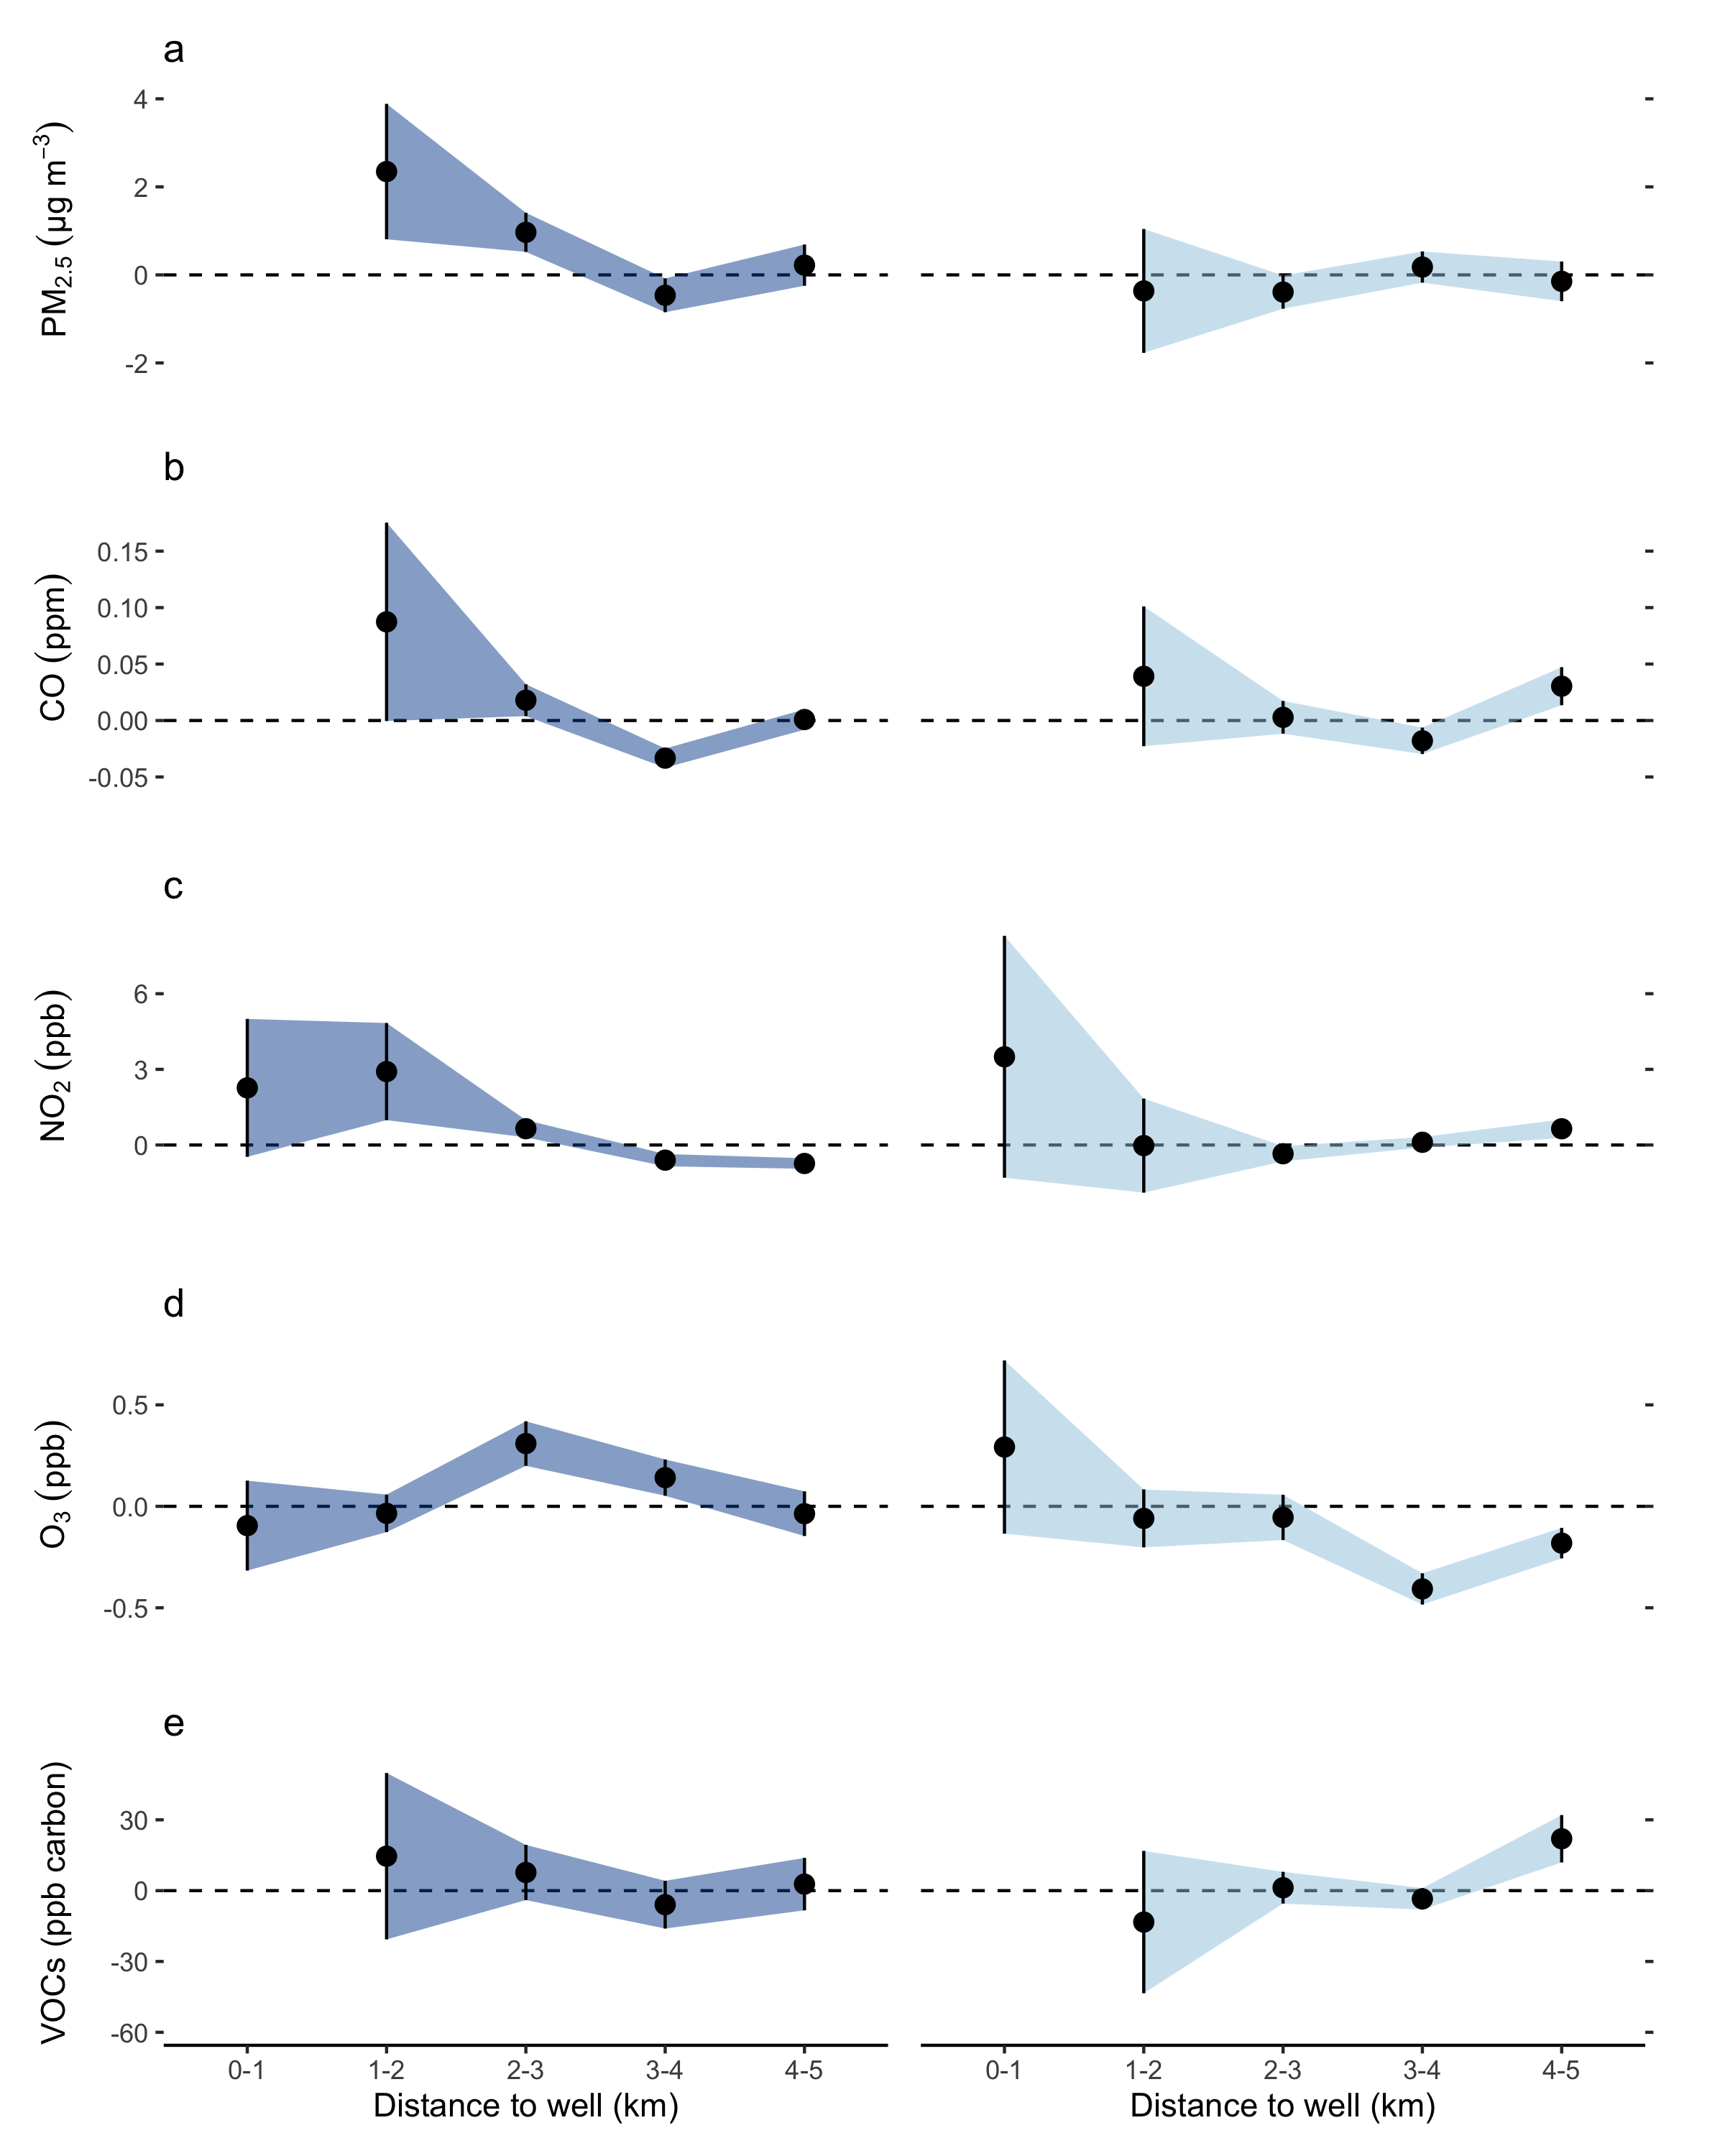 a
PM2.5 (µg m−3)
4
2
0
-2
b
CO (ppm)
0.15
0.10
0.05
0.00
-0.05
c
NO2 (ppb)
6
3
0
d
O3 (ppb)
0.5
0.0
-0.5
e
VOCs (ppb carbon)
30
0
-30
-60
0-1 1-2 2-3 3-4 4-5 0-1 1-2 2-3 3-4 4-5
Distance to well (km) Distance to well (km)